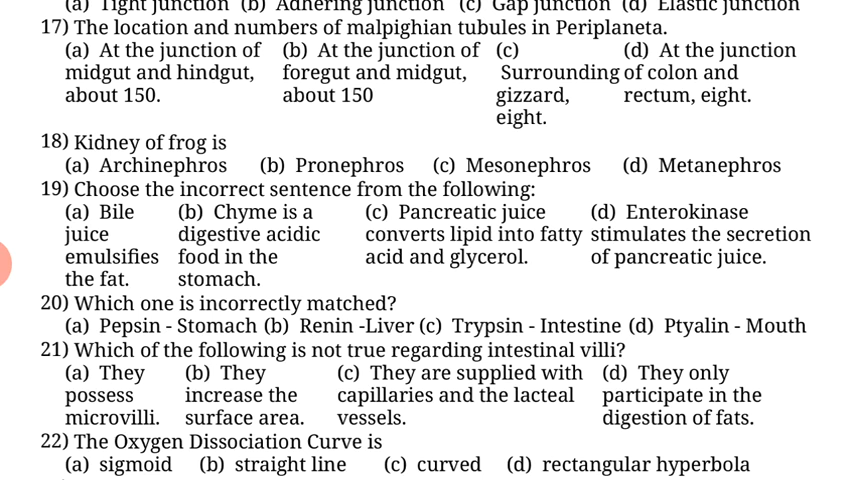 (a) Tight junction (b) Adhering junction (c) Gap junction (d) Elastic junction
17) The location and numbers of malpighian tubules in Periplaneta.
(a) At the junction of midgut and hindgut, about 150.
(b) At the junction of foregut and midgut, about 150
(c) Surrounding gizzard, eight.
(d) At the junction of colon and rectum, eight.
18) Kidney of frog is
(a) Archinephros (b) Pronephros (c) Mesonephros (d) Metanephros
19) Choose the incorrect sentence from the following:
(a) Bile juice emulsifies the fat.
(b) Chyme is a digestive acidic food in the stomach.
(c) Pancreatic juice converts lipid into fatty acid and glycerol.
(d) Enterokinase stimulates the secretion of pancreatic juice.
20) Which one is incorrectly matched?
(a) Pepsin - Stomach (b) Renin -Liver (c) Trypsin - Intestine (d) Ptyalin - Mouth
21) Which of the following is not true regarding intestinal villi?
(a) They possess microvilli.
(b) They increase the surface area.
(c) They are supplied with capillaries and the lacteal vessels.
(d) They only participate in the digestion of fats.
22) The Oxygen Dissociation Curve is
(a) sigmoid (b) straight line (c) curved (d) rectangular hyperbola